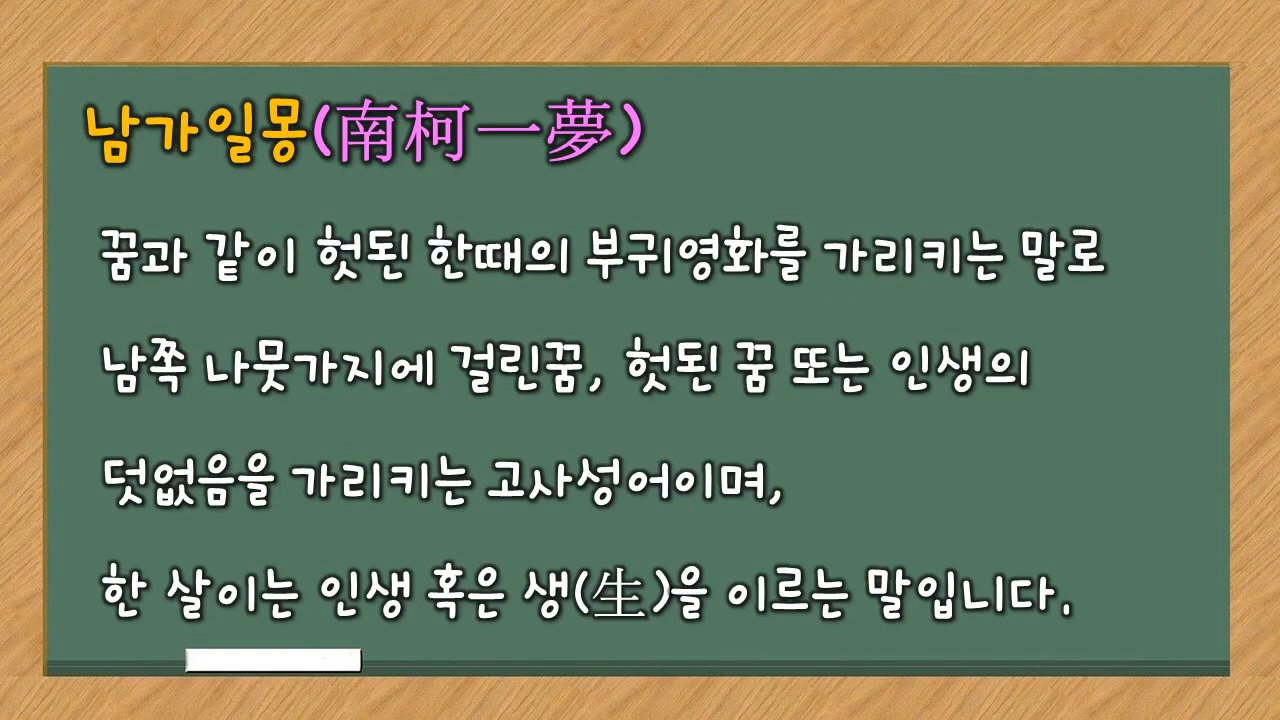 남가일몽(南柯一夢)
꿈과 같이 헛된 한때의 부귀영화를 가리키는 말로
남쪽 나뭇가지에 걸린꿈, 헛된 꿈 또는 인생의
덧없음을 가리키는 고사성어이며,
한 살이는 인생 혹은 생(生)을 이르는 말입니다.